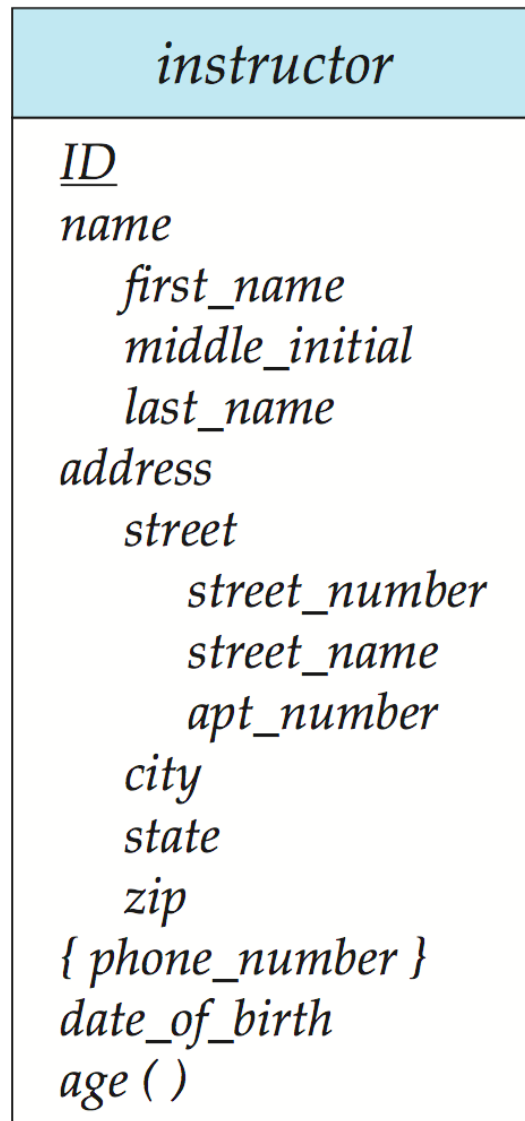 instructor
ID
name
first_name
middle_initial
last_name
address
street
street_number
street_name
apt_number
city
state
zip
{ phone_number }
date_of_birth
age ( )